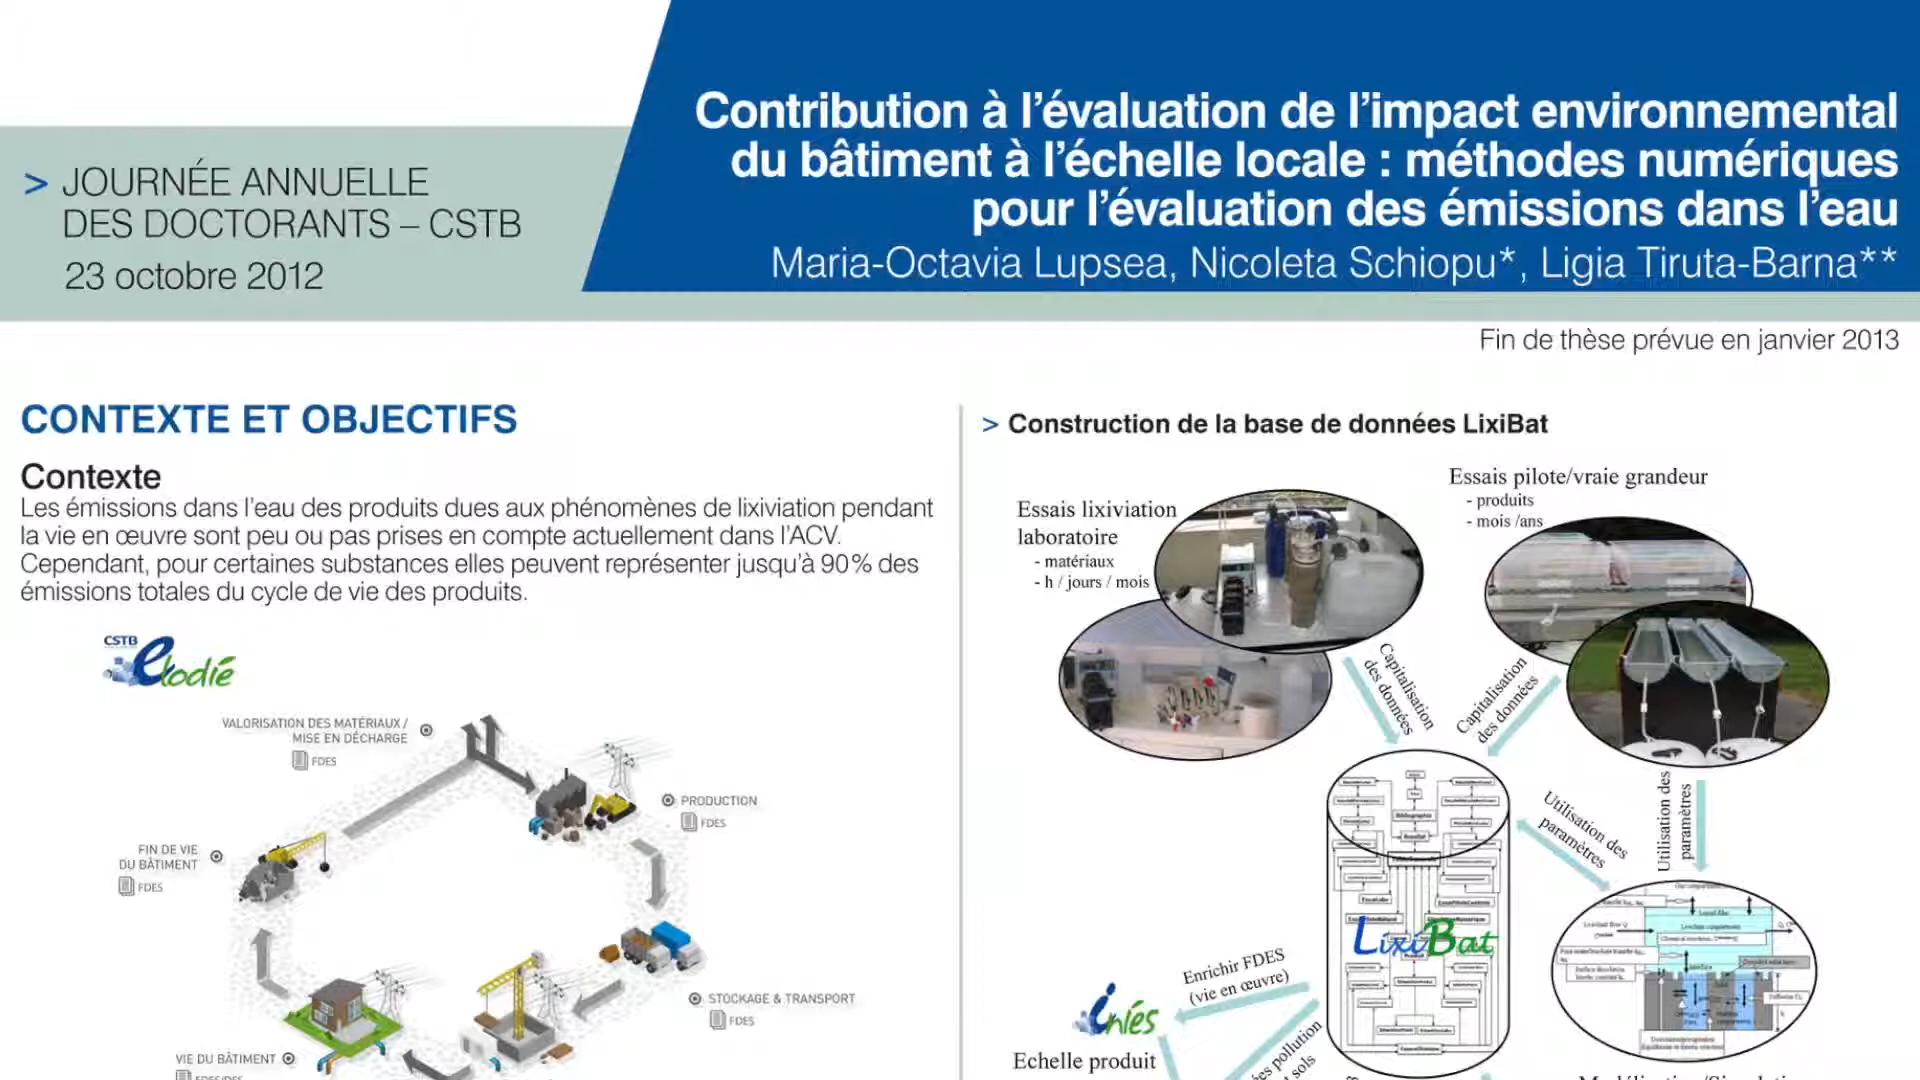 > JOURNÉE ANNUELLE
DES DOCTORANTS – CSTB
23 octobre 2012
Contribution à l’évaluation de l’impact environnemental
du bâtiment à l’échelle locale : méthodes numériques
pour l’évaluation des émissions dans l’eau
Maria-Octavia Lupsea, Nicoleta Schiopu*, Ligia Tiruta-Barna**
Fin de thèse prévue en janvier 2013
CONTEXTE ET OBJECTIFS
Contexte
Les émissions dans l’eau des produits dues aux phénomènes de lixiviation pendant
la vie en œuvre sont peu ou pas prises en compte actuellement dans l’ACV.
Cependant, pour certaines substances elles peuvent représenter jusqu’à 90% des
émissions totales du cycle de vie des produits.
CSTB
elodie
VALORISATION DES MATÉRIAUX /
MISE EN DÉCHARGE
FDES
PRODUCTION
FDES
FIN DE VIE
DU BÂTIMENT
FDES
STOCKAGE & TRANSPORT
FDES
VIE DU BÂTIMENT
> Construction de la base de données LixiBat
Essais lixiviation
laboratoire
- matériaux
- h / jours / mois
Essais pilote/vraie grandeur
- produits
- mois /ans
Capitalisation
des données
Capitalisation
des données
Utilisation des
paramètres
Utilisation des
paramètres
Bibliographie
LixiBat
Enrichir FDES
(vie en œuvre)
iniés
Echelle produit
pollution
sols